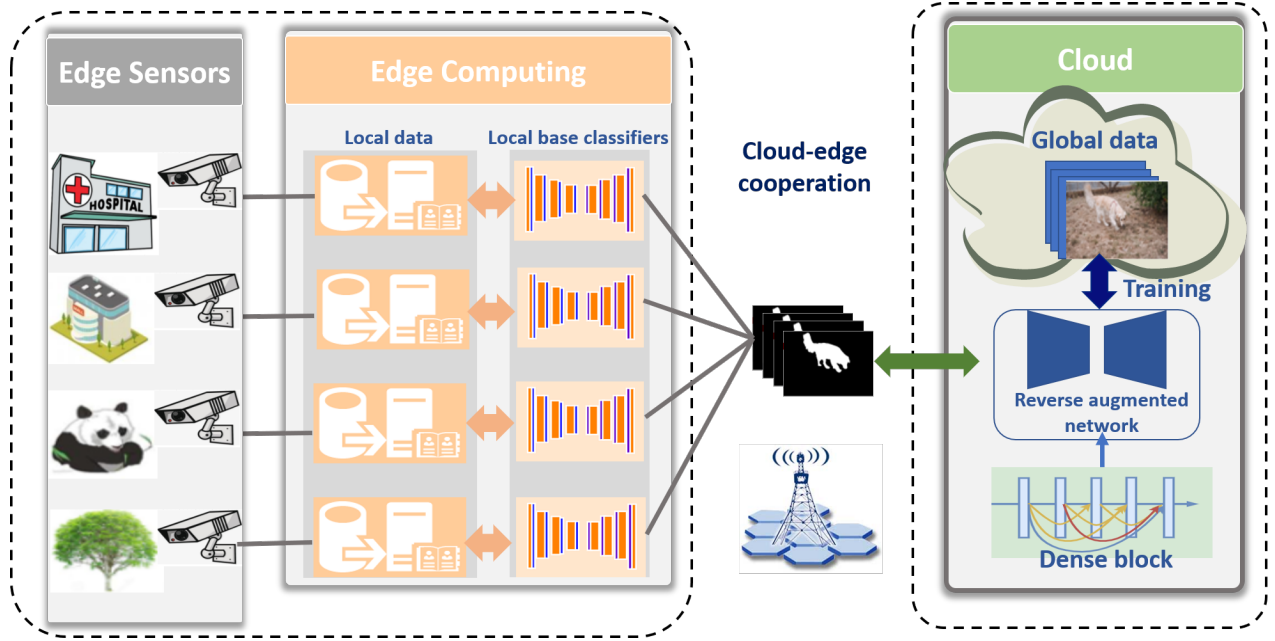 Edge Sensors
Edge Computing
Cloud
Local data
Local base classifiers
Cloud-edge
cooperation
Global data
HOSPITAL
Training
Reverse augmented
network
Dense block